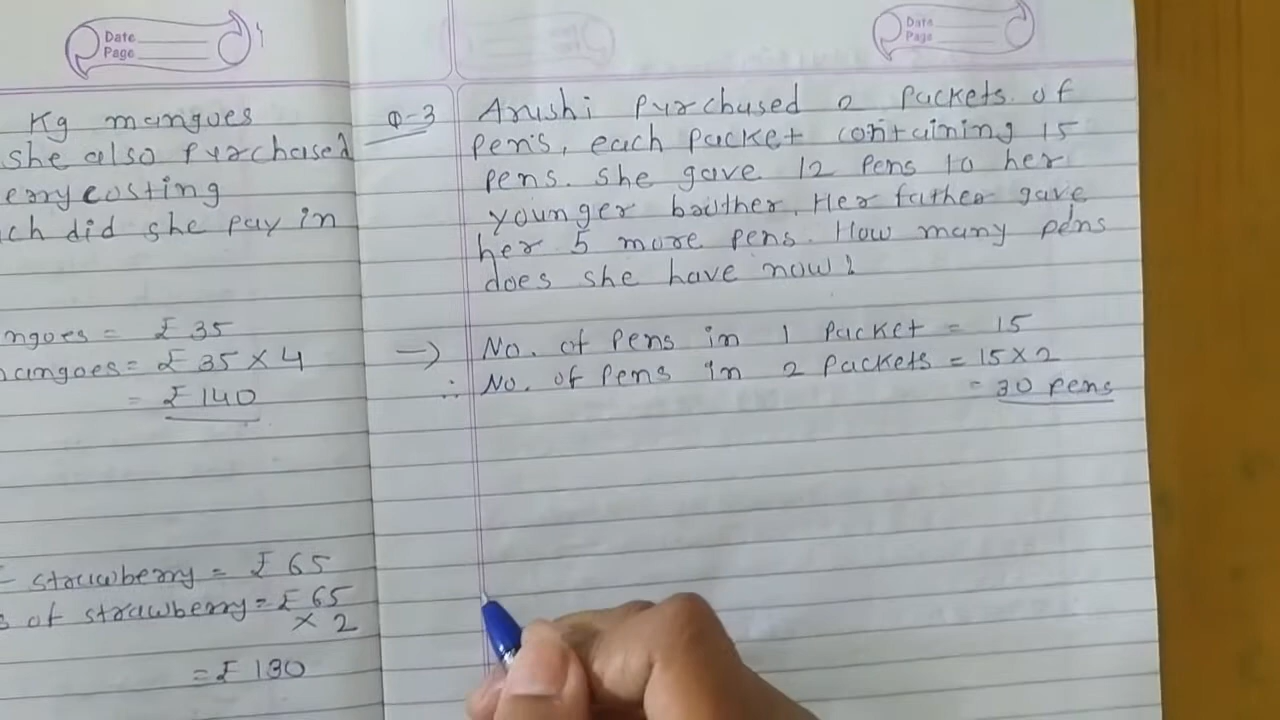 Date
Page
Kg mangoes
she also purchased
erry costing
ch did she pay in
ngoes = ₹ 35
angoes = ₹ 35 × 4
= ₹ 140
strawberry = ₹ 65
s of strawberry = ₹ 65
× 2
= ₹ 130
Date
Page
Q-3 Arushi purchased 2 packets of
pens, each packet containing 15
pens. she gave 12 pens to her
younger brother. Her father gave
her 5 more pens. How many pens
does she have now?
→ No. of pens in 1 packet = 15
∴ No. of pens in 2 packets = 15 × 2
= 30 pens